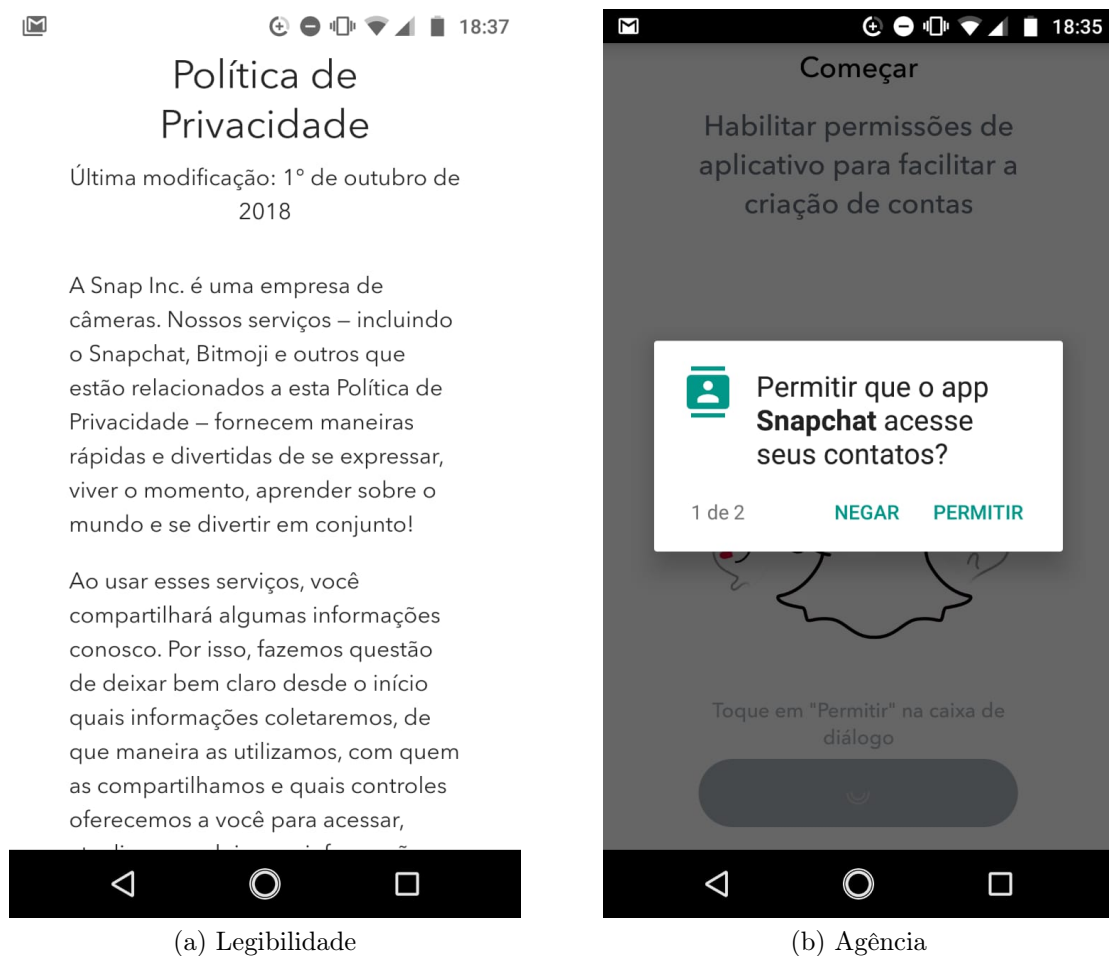 18:37
Política de
Privacidade
Última modificação: 1º de outubro de
2018
A Snap Inc. é uma empresa de
câmeras. Nossos serviços – incluindo
o Snapchat, Bitmoji e outros que
estão relacionados a esta Política de
Privacidade – fornecem maneiras
rápidas e divertidas de se expressar,
viver o momento, aprender sobre o
mundo e se divertir em conjunto!
Ao usar esses serviços, você
compartilhará algumas informações
conosco. Por isso, fazemos questão
de deixar bem claro desde o início
quais informações coletaremos, de
que maneira as utilizamos, com quem
as compartilhamos e quais controles
oferecemos a você para acessar,
(a) Legibilidade
18:35
Começar
Habilitar permissões de
aplicativo para facilitar a
criação de contas
Permitir que o app
Snapchat acesse
seus contatos?
1 de 2 NEGAR PERMITIR
Toque em "Permitir" na caixa de
diálogo
(b) Agência